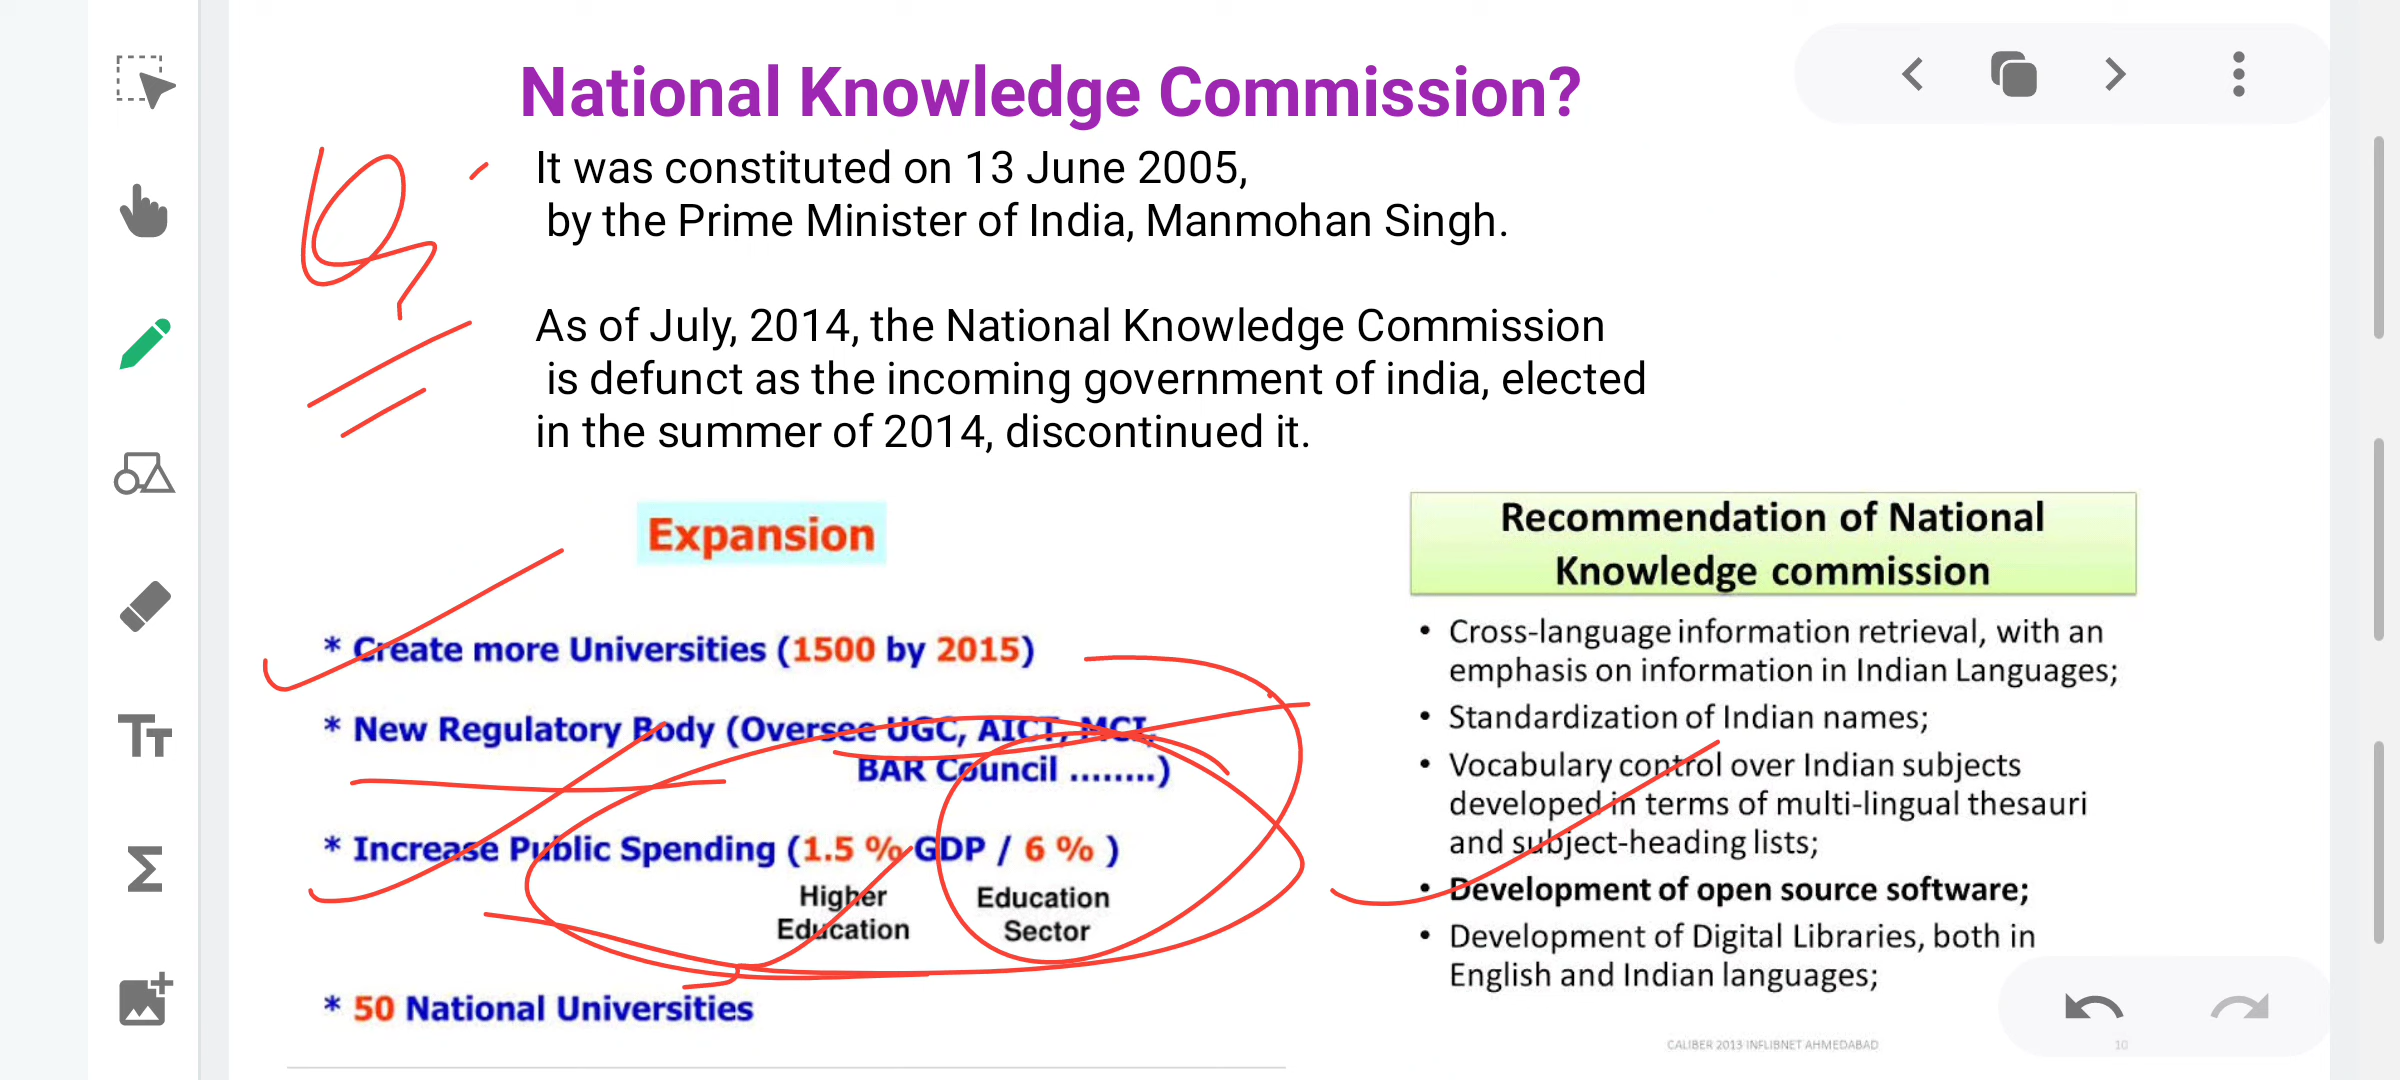 National Knowledge Commission?
It was constituted on 13 June 2005,
by the Prime Minister of India, Manmohan Singh.
As of July, 2014, the National Knowledge Commission
is defunct as the incoming government of india, elected
in the summer of 2014, discontinued it.
Expansion
* Create more Universities (1500 by 2015)
* New Regulatory Body (Oversee UGC, AICT, MCI,
BAR Council ........)
* Increase Public Spending (1.5 % GDP / 6 % )
Higher Education
Education Sector
* 50 National Universities
Recommendation of National
Knowledge commission
• Cross-language information retrieval, with an
emphasis on information in Indian Languages;
• Standardization of Indian names;
• Vocabulary control over Indian subjects
developed in terms of multi-lingual thesauri
and subject-heading lists;
• Development of open source software;
• Development of Digital Libraries, both in
English and Indian languages;
CALIBER 2013 INFLIBNET AHMEDABAD
10